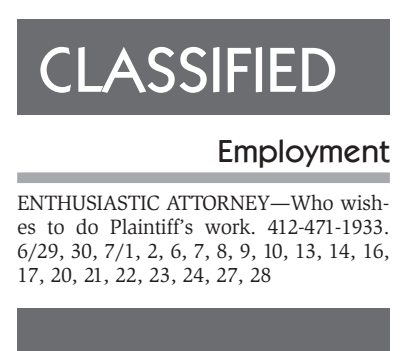 CLASSIFIED
Employment
ENTHUSIASTIC ATTORNEY—Who wish-
es to do Plaintiff's work. 412-471-1933.
6/29, 30, 7/1, 2, 6, 7, 8, 9, 10, 13, 14, 16,
17, 20, 21, 22, 23, 24, 27, 28